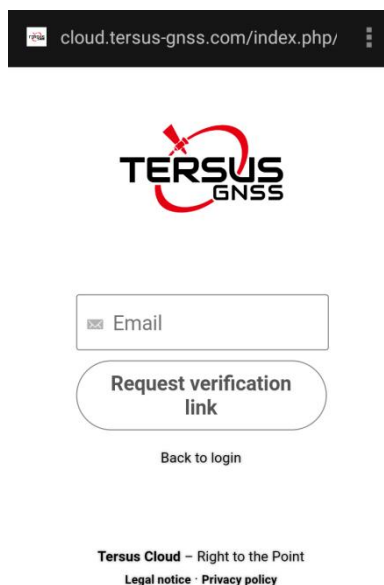 cloud.tersus-gnss.com/index.php/
TERSUS
GNSS
Email
Request verification
link
Back to login
Tersus Cloud – Right to the Point
Legal notice · Privacy policy